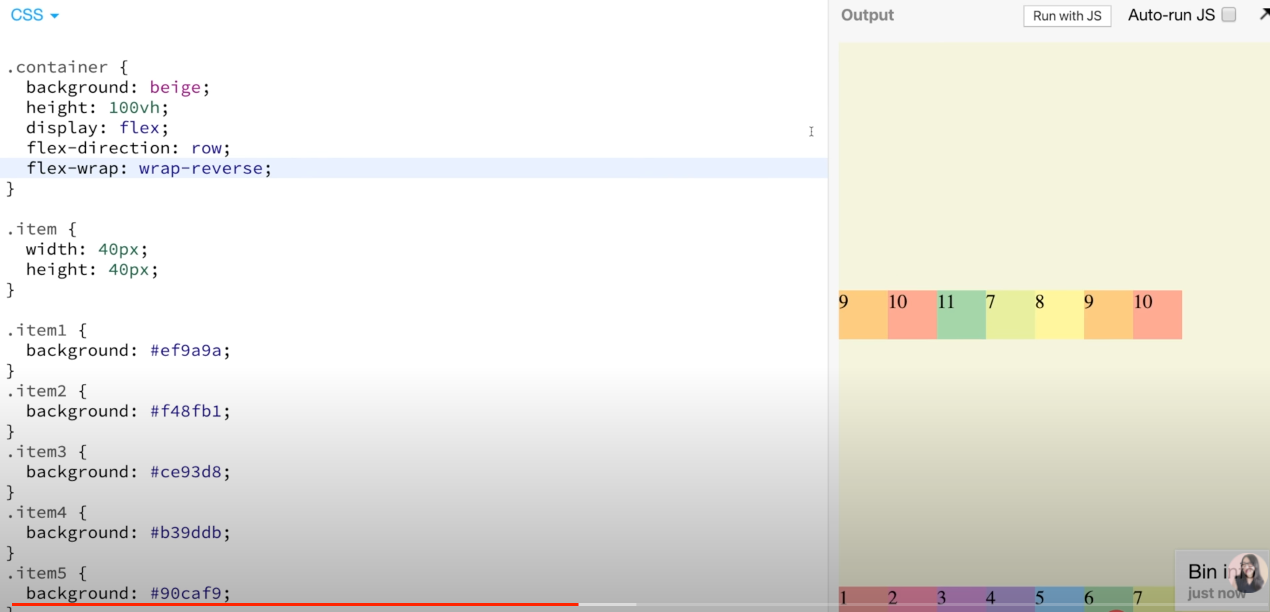 CSS
Output
Run with JS
Auto-run JS
.container {
background: beige;
height: 100vh;
display: flex;
flex-direction: row;
flex-wrap: wrap-reverse;
}
.item {
width: 40px;
height: 40px;
}
.item1 {
background: #ef9a9a;
}
.item2 {
background: #f48fb1;
}
.item3 {
background: #ce93d8;
}
.item4 {
background: #b39ddb;
}
.item5 {
background: #90caf9;
9 10 11 7 8 9 10
1 2 3 4 5 6 7
Bin
just now